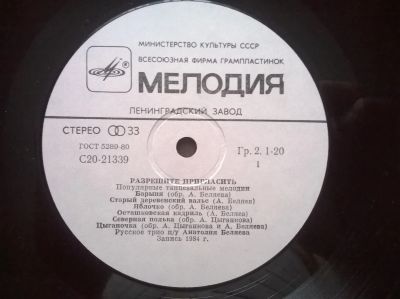 МИНИСТЕРСТВО КУЛЬТУРЫ СССР
ВСЕСОЮЗНАЯ ФИРМА ГРАМПЛАСТИНОК
МЕЛОДИЯ
ЛЕНИНГРАДСКИЙ ЗАВОД
СТЕРЕО 33
ГОСТ 5289-80
С20-21339
Гр. 2. 1-20
1
РАЗРЕШИТЕ ПРИГЛАСИТЬ
Популярные танцевальные мелодии
Барыня (обр. А. Беляева)
Старый деревенский вальс (А. Беляев)
Яблочко (обр. А. Беляева)
Осташковская кадриль (А. Беляев)
Северная полька (обр. А. Цыганкова)
Цыганочка (обр. А. Цыганкова и А. Беляева)
Русское трио п/у Анатолия Беляева
Запись 1984 г.